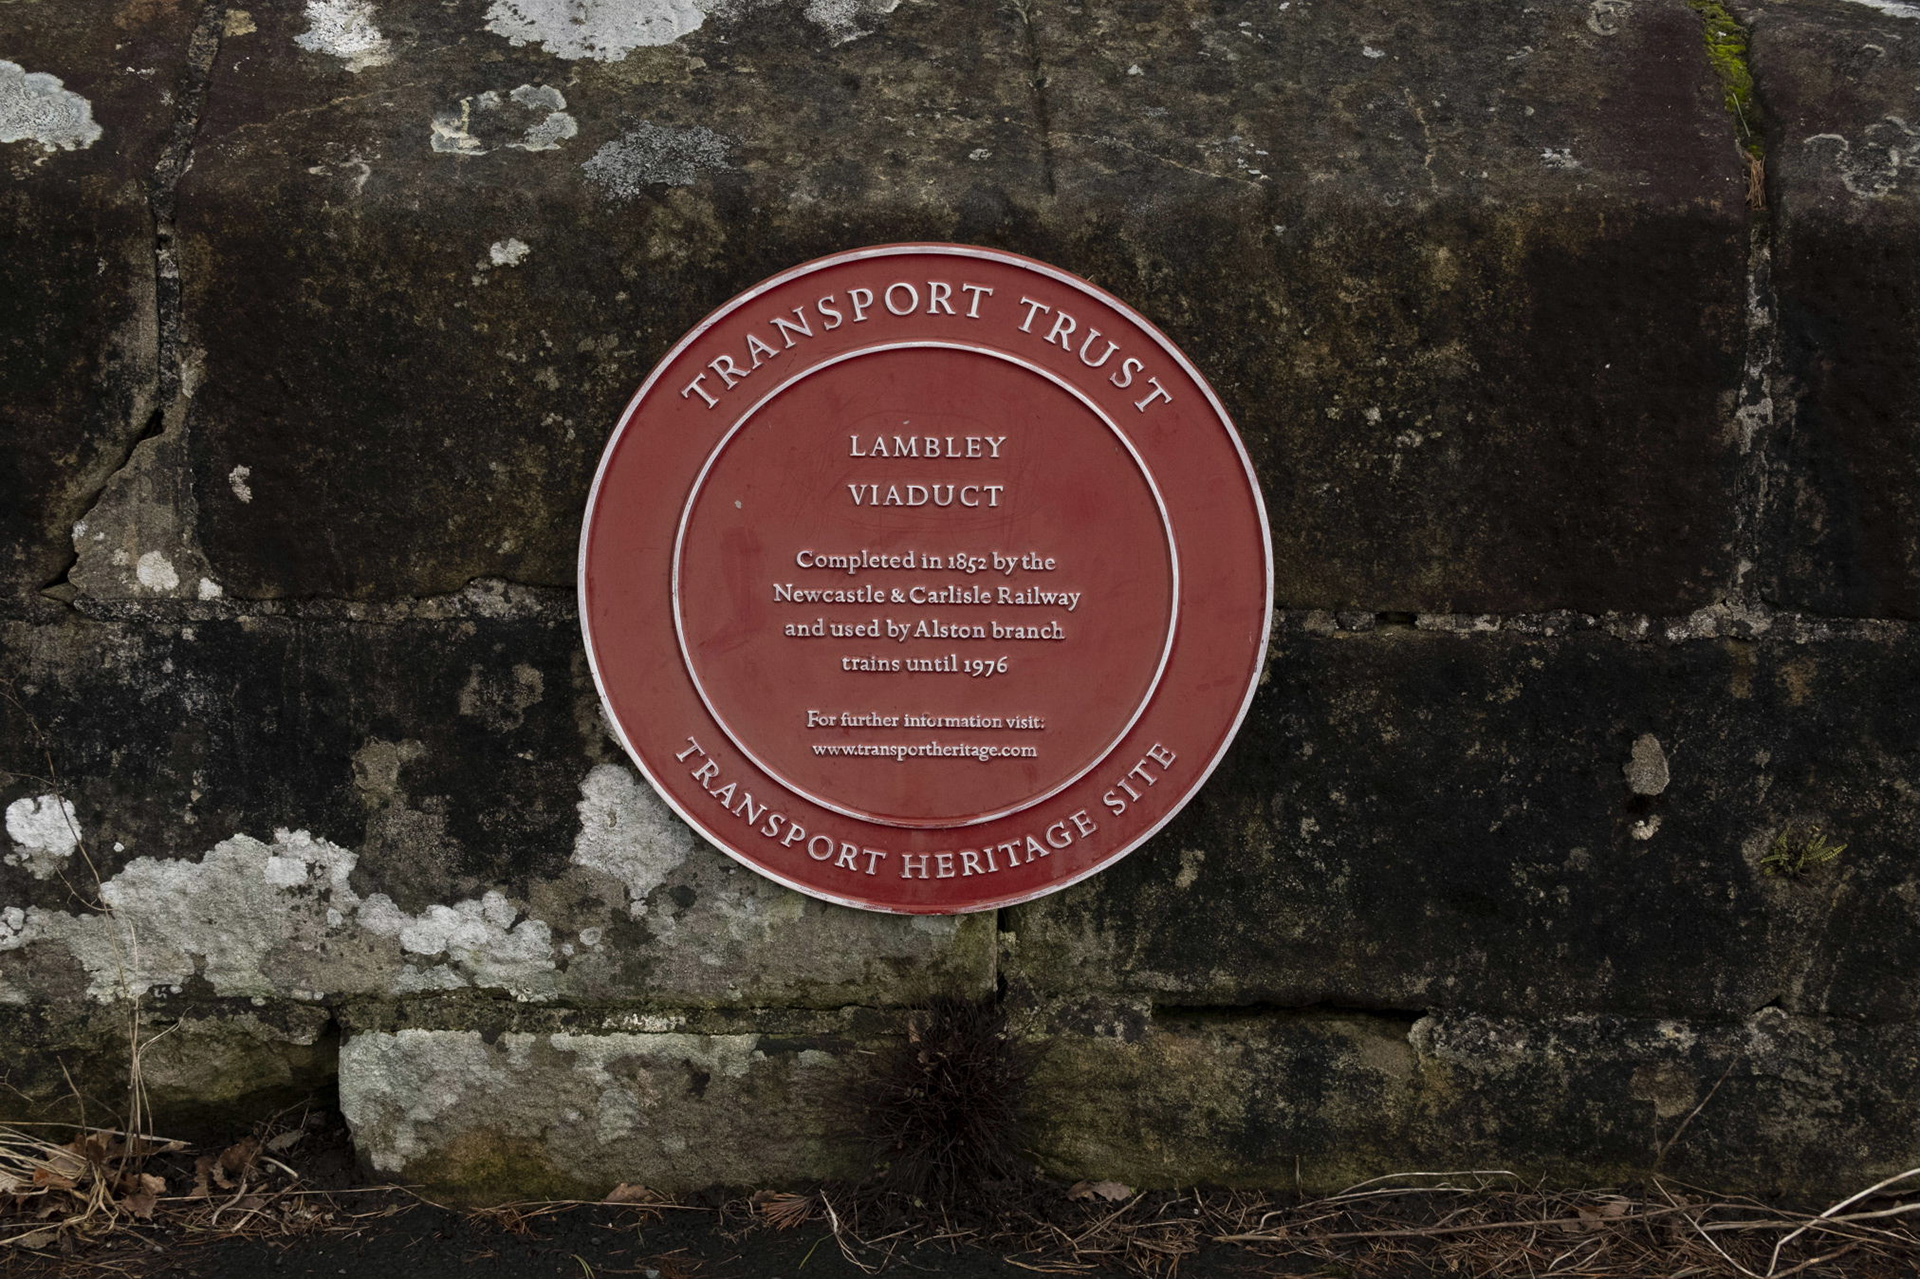 TRANSPORT TRUST
LAMBLEY
VIADUCT
Completed in 1852 by the
Newcastle & Carlisle Railway
and used by Alston branch
trains until 1976
For further information visit:
www.transportheritage.com
TRANSPORT HERITAGE SITE